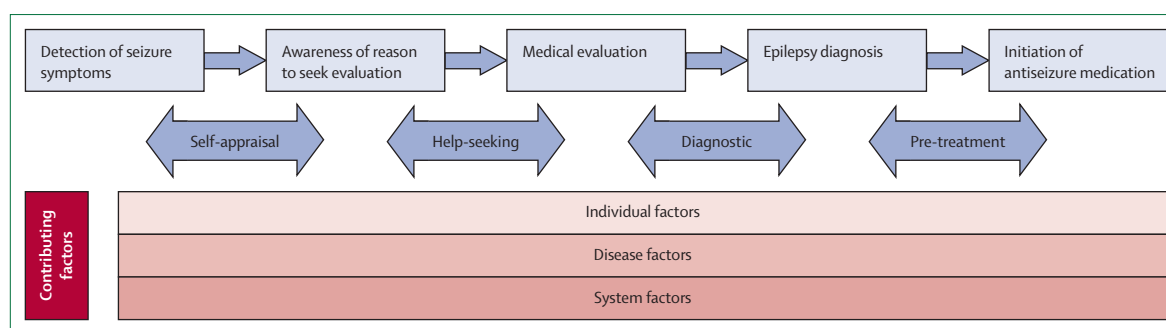 Detection of seizure
symptoms
Awareness of reason
to seek evaluation
Medical evaluation
Epilepsy diagnosis
Initiation of
antiseizure medication
Self-appraisal
Help-seeking
Diagnostic
Pre-treatment
Contributing
factors
Individual factors
Disease factors
System factors